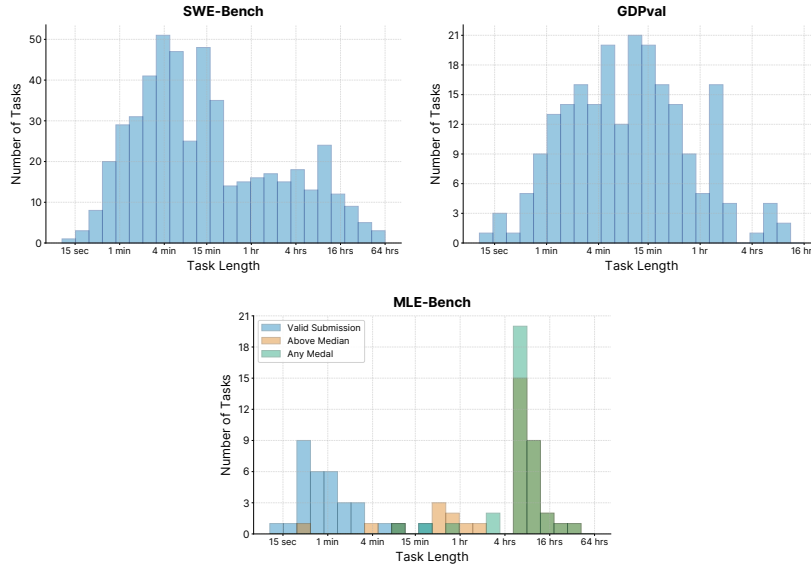 SWE-Bench
50
40
30
20
10
0
Number of Tasks
15 sec 1 min 4 min 15 min 1 hr 4 hrs 16 hrs 64 hrs
Task Length
GDPval
21
18
15
12
9
6
3
0
Number of Tasks
15 sec 1 min 4 min 15 min 1 hr 4 hrs 16 hr
Task Length
MLE-Bench
21
18
15
12
9
6
3
0
Number of Tasks
Valid Submission
Above Median
Any Medal
15 sec 1 min 4 min 15 min 1 hr 4 hrs 16 hrs 64 hrs
Task Length